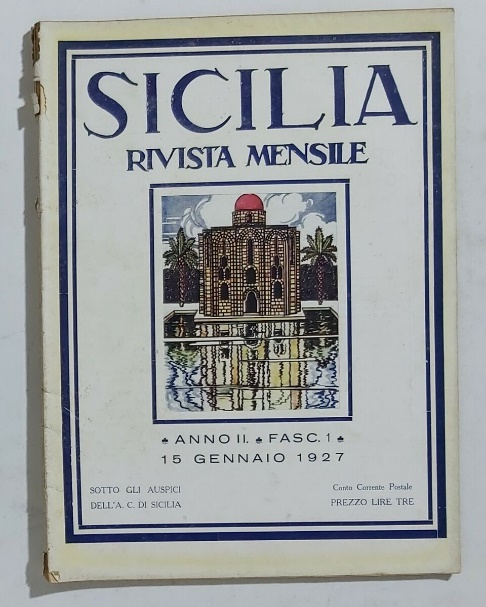 SICILIA
RIVISTA MENSILE
♣ ANNO II. ♣ FASC. 1 ♣
15 GENNAIO 1927
SOTTO GLI AUSPICI
DELL'A. C. DI SICILIA
Conto Corrente Postale
PREZZO LIRE TRE